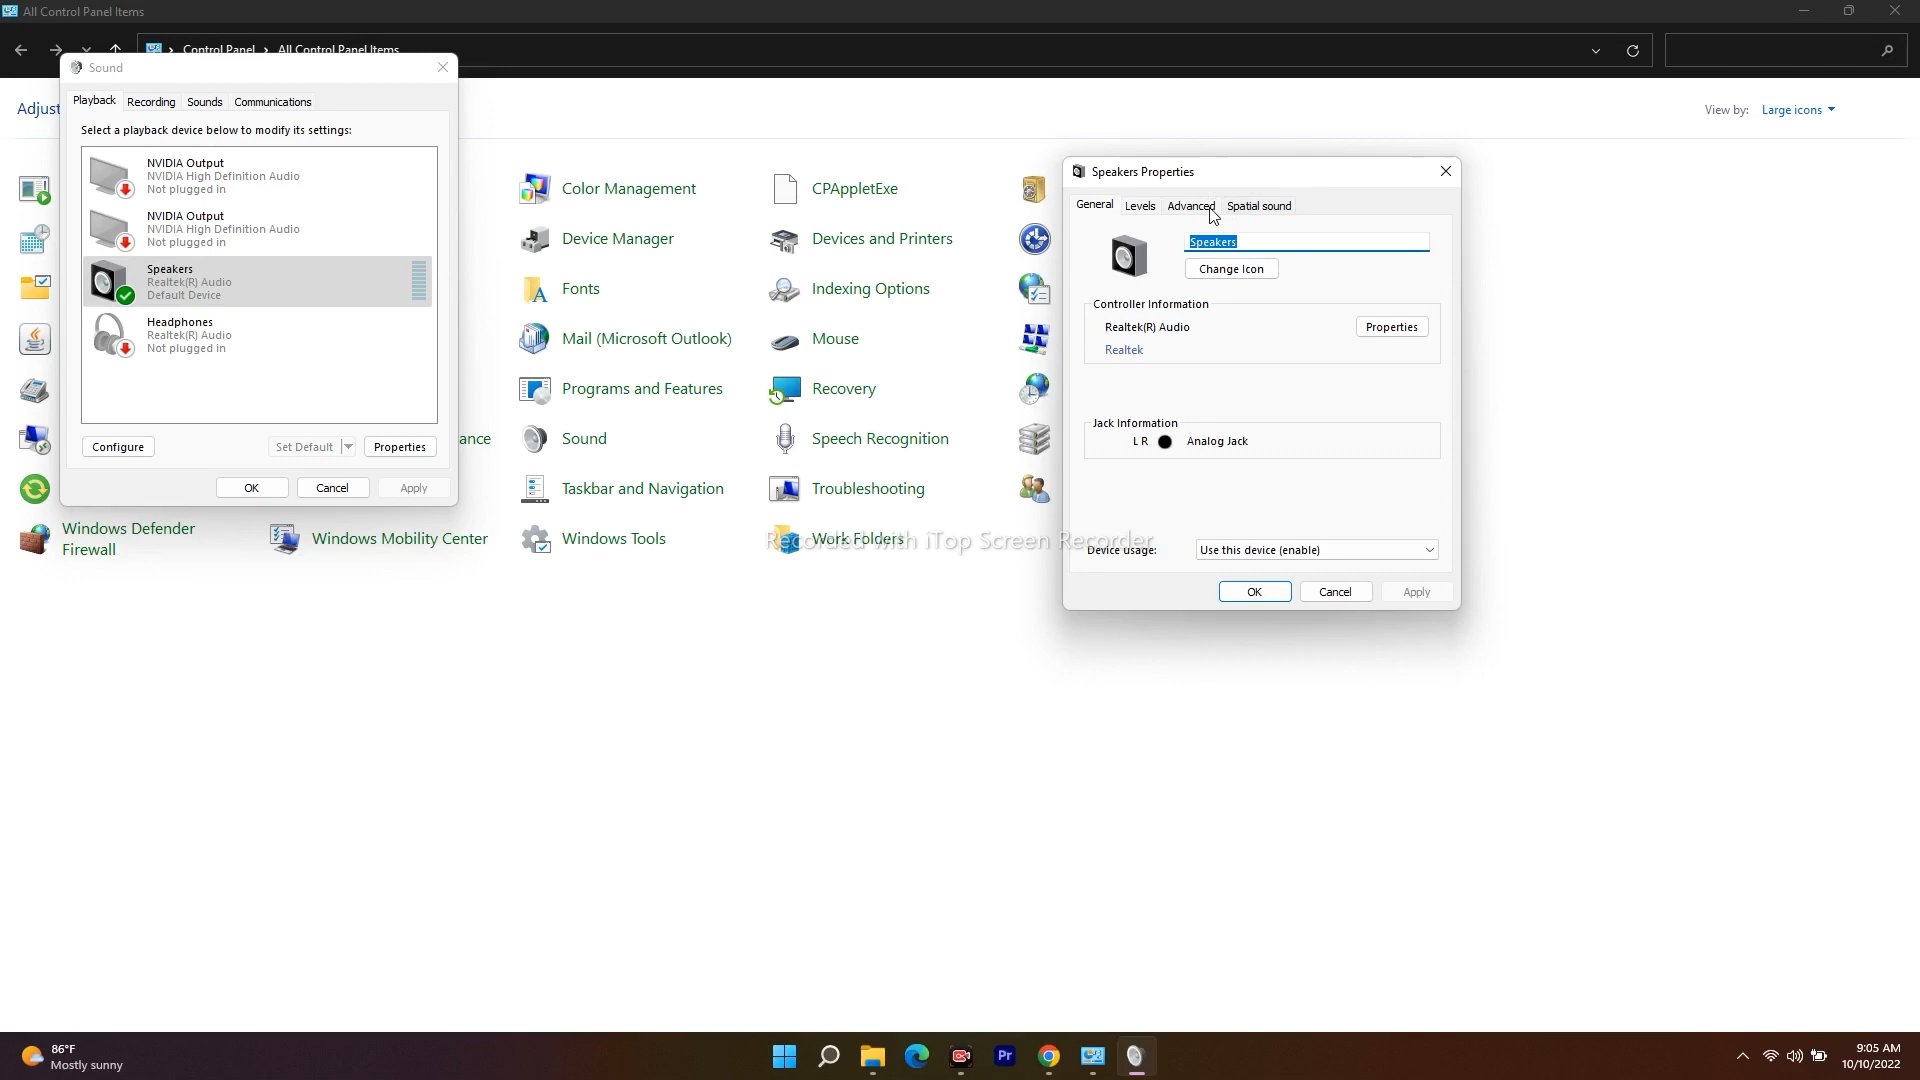 All Control Panel Items
Control Panel
All Control Panel Items
Adjust
View by:
Large icons
Sound
Playback
Recording
Sounds
Communications
Select a playback device below to modify its settings:
NVIDIA Output
NVIDIA High Definition Audio
Not plugged in
NVIDIA Output
NVIDIA High Definition Audio
Not plugged in
Speakers
Realtek(R) Audio
Default Device
Headphones
Realtek(R) Audio
Not plugged in
Configure
Set Default
Properties
OK
Cancel
Apply
Color Management
CPAppletExe
Device Manager
Devices and Printers
Fonts
Indexing Options
Mail (Microsoft Outlook)
Mouse
Programs and Features
Recovery
ance
Sound
Speech Recognition
Taskbar and Navigation
Troubleshooting
Windows Defender
Firewall
Windows Mobility Center
Windows Tools
Work Folders
Recorded with iTop Screen Recorder
Speakers Properties
General
Levels
Advanced
Spatial sound
Speakers
Change Icon
Controller Information
Realtek(R) Audio
Properties
Realtek
Jack Information
L R
Analog Jack
Device usage:
Use this device (enable)
OK
Cancel
Apply
86°F
Mostly sunny
Pr
9:05 AM
10/10/2022